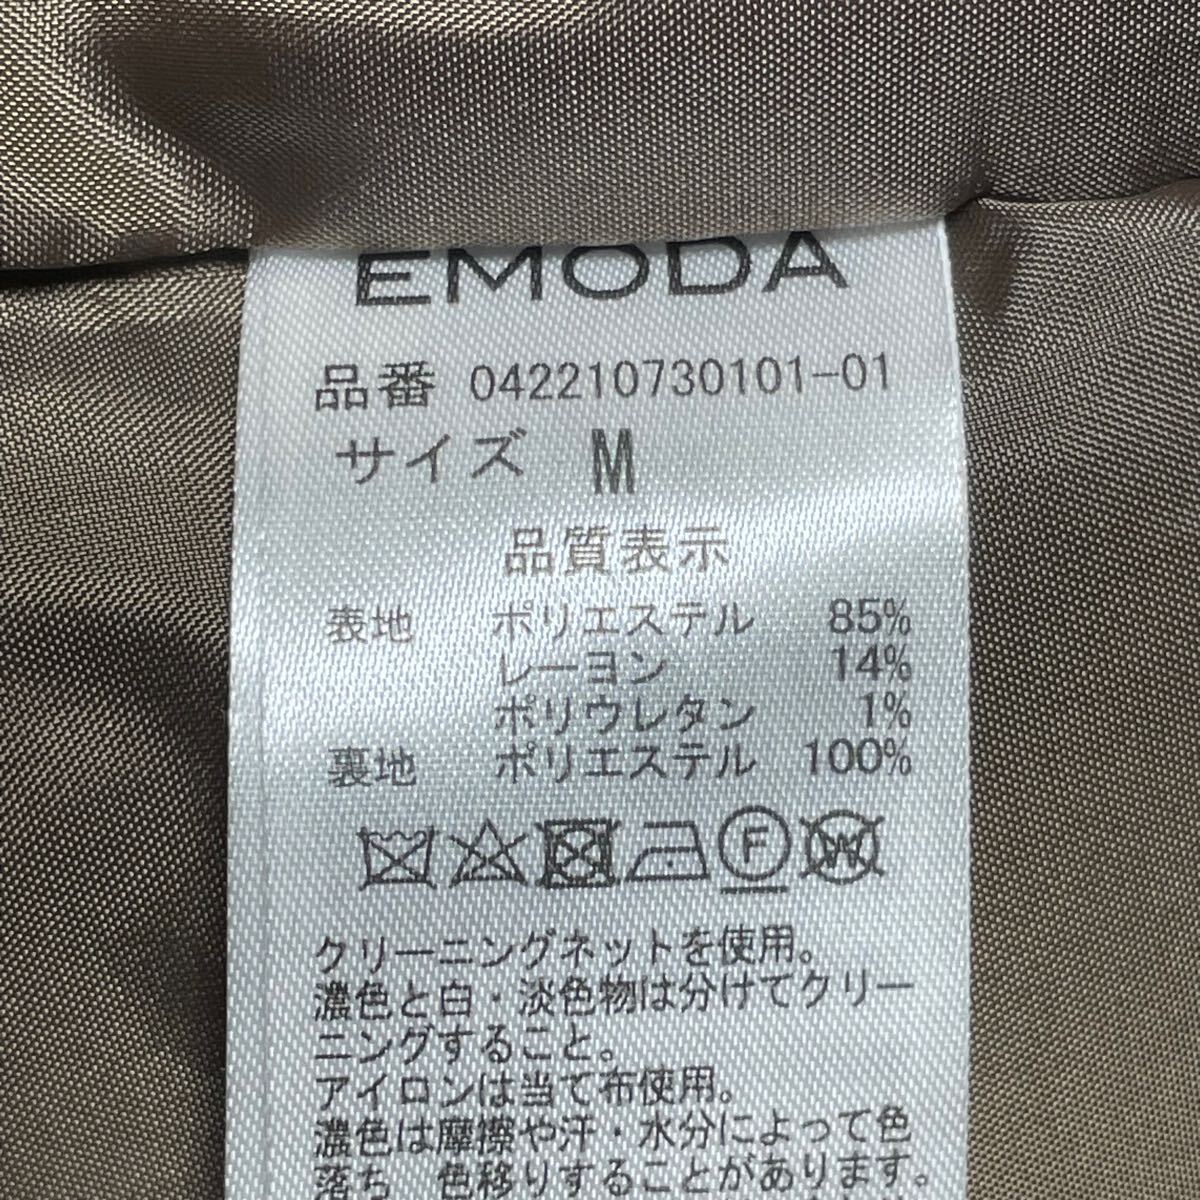 EMODA
品番 042210730101-01
サイズ M
品質表示
表地 ポリエステル 85%
レーヨン 14%
ポリウレタン 1%
裏地 ポリエステル 100%
F W
クリーニングネットを使用。
濃色と白・淡色物は分けてクリー
ニングすること。
アイロンは当て布使用。
濃色は摩擦や汗・水分によって色
落ち 色移りすることがあります。